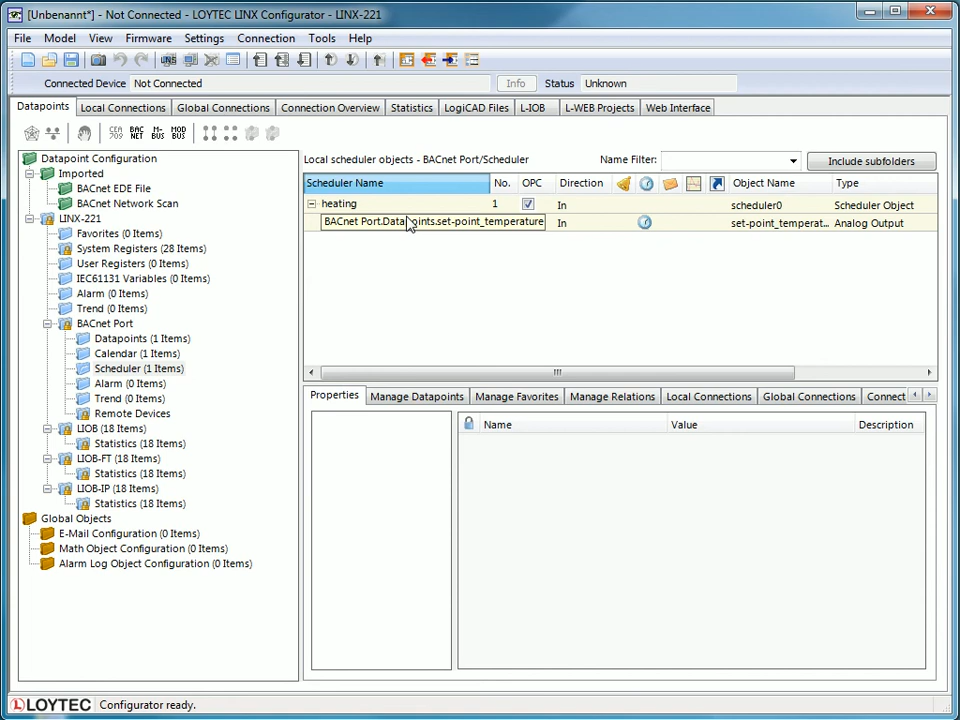 [Unbenannt*] - Not Connected - LOYTEC LINX Configurator - LINX-221
File Model View Firmware Settings Connection Tools Help
Connected Device Not Connected Info Status Unknown
Datapoints Local Connections Global Connections Connection Overview Statistics LogiCAD Files L-IOB L-WEB Projects Web Interface
CEA 709 BAC NET M-BUS MOD BUS
Datapoint Configuration
Imported
BACnet EDE File
BACnet Network Scan
LINX-221
Favorites (0 Items)
System Registers (28 Items)
User Registers (0 Items)
IEC61131 Variables (0 Items)
Alarm (0 Items)
Trend (0 Items)
BACnet Port
Datapoints (1 Items)
Calendar (1 Items)
Scheduler (1 Items)
Alarm (0 Items)
Trend (0 Items)
Remote Devices
LIOB (18 Items)
Statistics (18 Items)
LIOB-FT (18 Items)
Statistics (18 Items)
LIOB-IP (18 Items)
Statistics (18 Items)
Global Objects
E-Mail Configuration (0 Items)
Math Object Configuration (0 Items)
Alarm Log Object Configuration (0 Items)
Local scheduler objects - BACnet Port/Scheduler Name Filter: Include subfolders
Scheduler Name No. OPC Direction Object Name Type
heating 1 In scheduler0 Scheduler Object
BACnet Port.Datapoints.set-point_temperature In set-point_temperat... Analog Output
Properties Manage Datapoints Manage Favorites Manage Relations Local Connections Global Connections Connect
Name Value Description
LOYTEC Configurator ready.